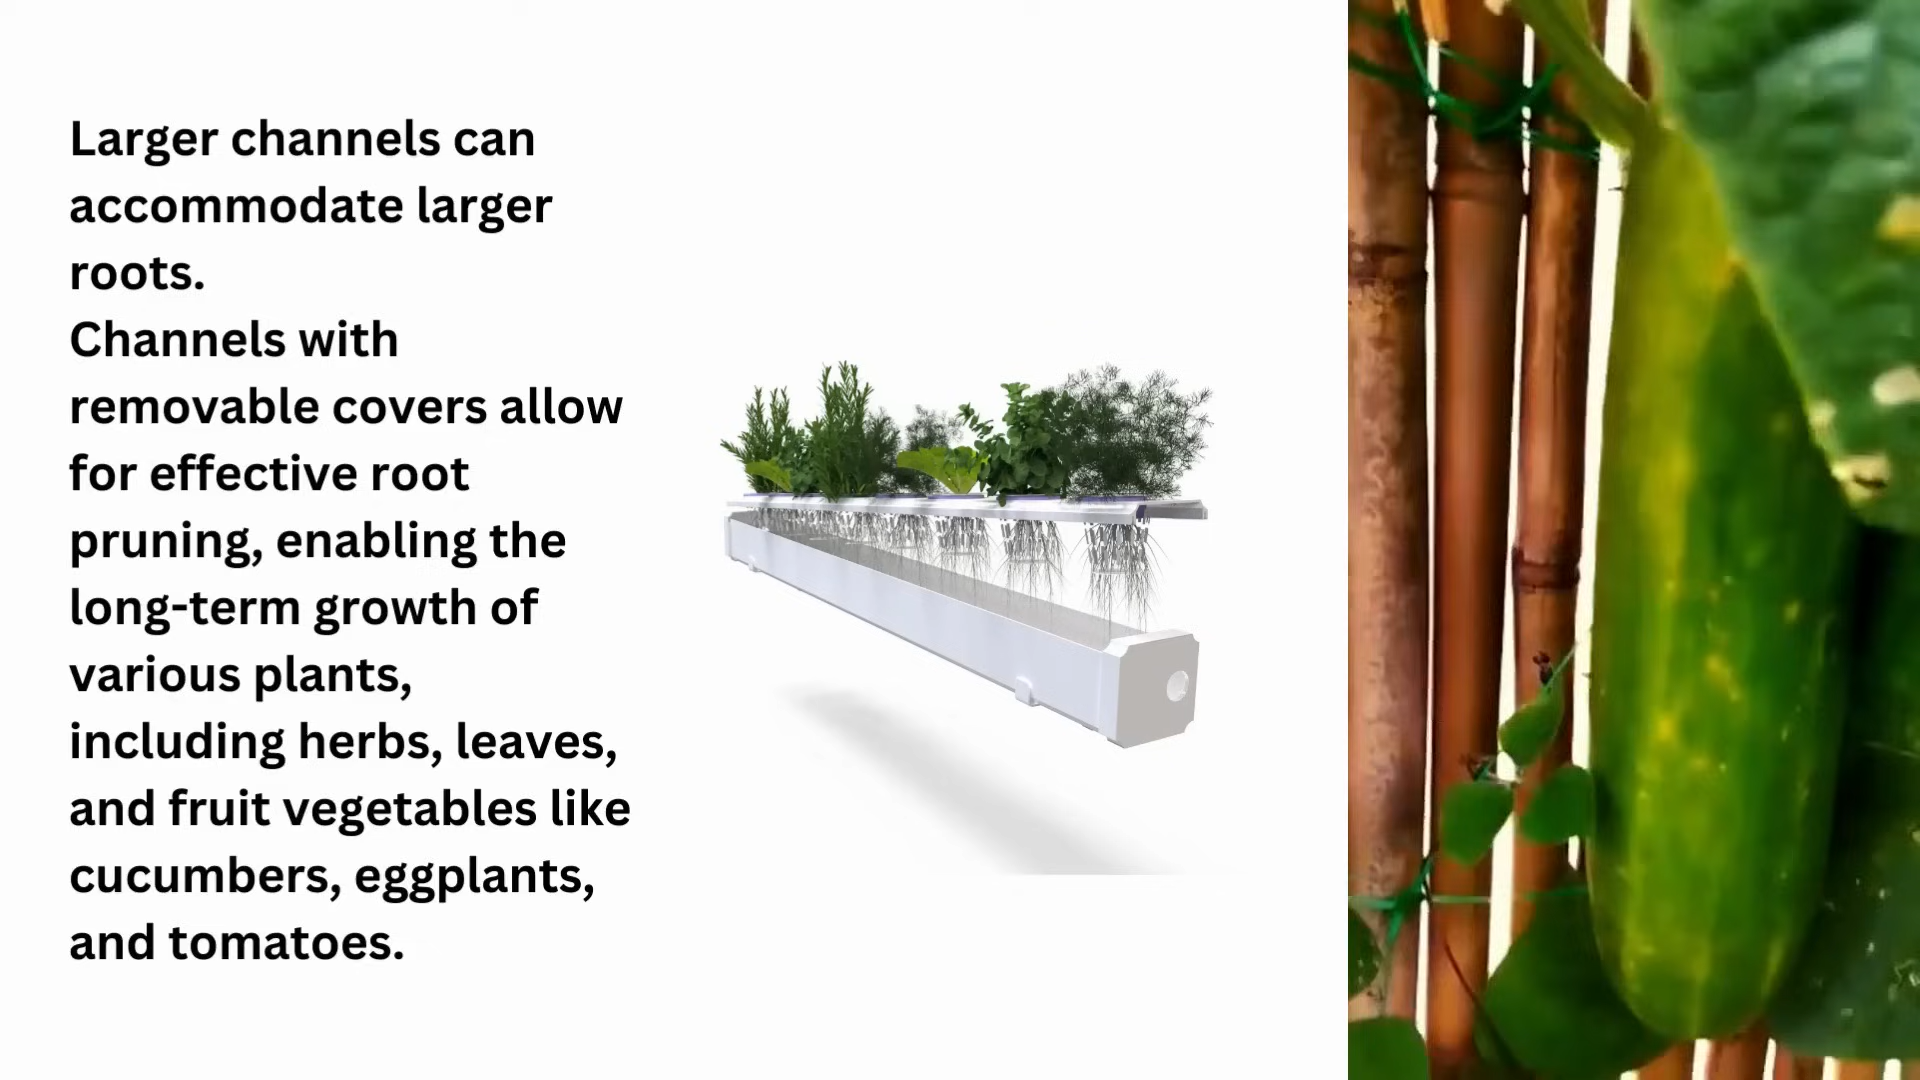 Larger channels can
accommodate larger
roots.
Channels with
removable covers allow
for effective root
pruning, enabling the
long-term growth of
various plants,
including herbs, leaves,
and fruit vegetables like
cucumbers, eggplants,
and tomatoes.